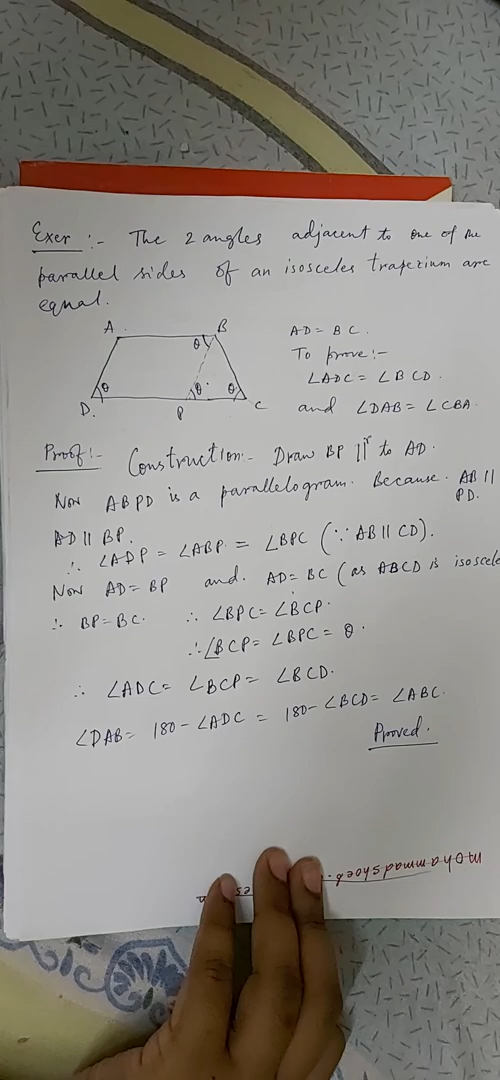 Exer :- The 2 angles adjacent to one of the
parallel sides of an isosceles trapezium are
equal.
A B
θ
θ θ θ
D P C
AD = BC.
To prove:-
∠ADC = ∠BCD.
and ∠DAB = ∠CBA.
Proof:- Construction:- Draw BP ||r to AD.
Now ABPD is a parallelogram. Because. AB ||
PD.
AD || BP.
∴ ∠ADP = ∠ABP = ∠BPC (∵ AB || CD).
Now AD = BP and. AD = BC (as ABCD is isoscele
∴ BP = BC. ∴ ∠BPC = ∠BCP.
∴ ∠BCP = ∠BPC = θ.
∴ ∠ADC = ∠BCP = ∠BCD.
∠DAB = 180 - ∠ADC = 180 - ∠BCD = ∠ABC.
Proved.
mohammadshoeb.